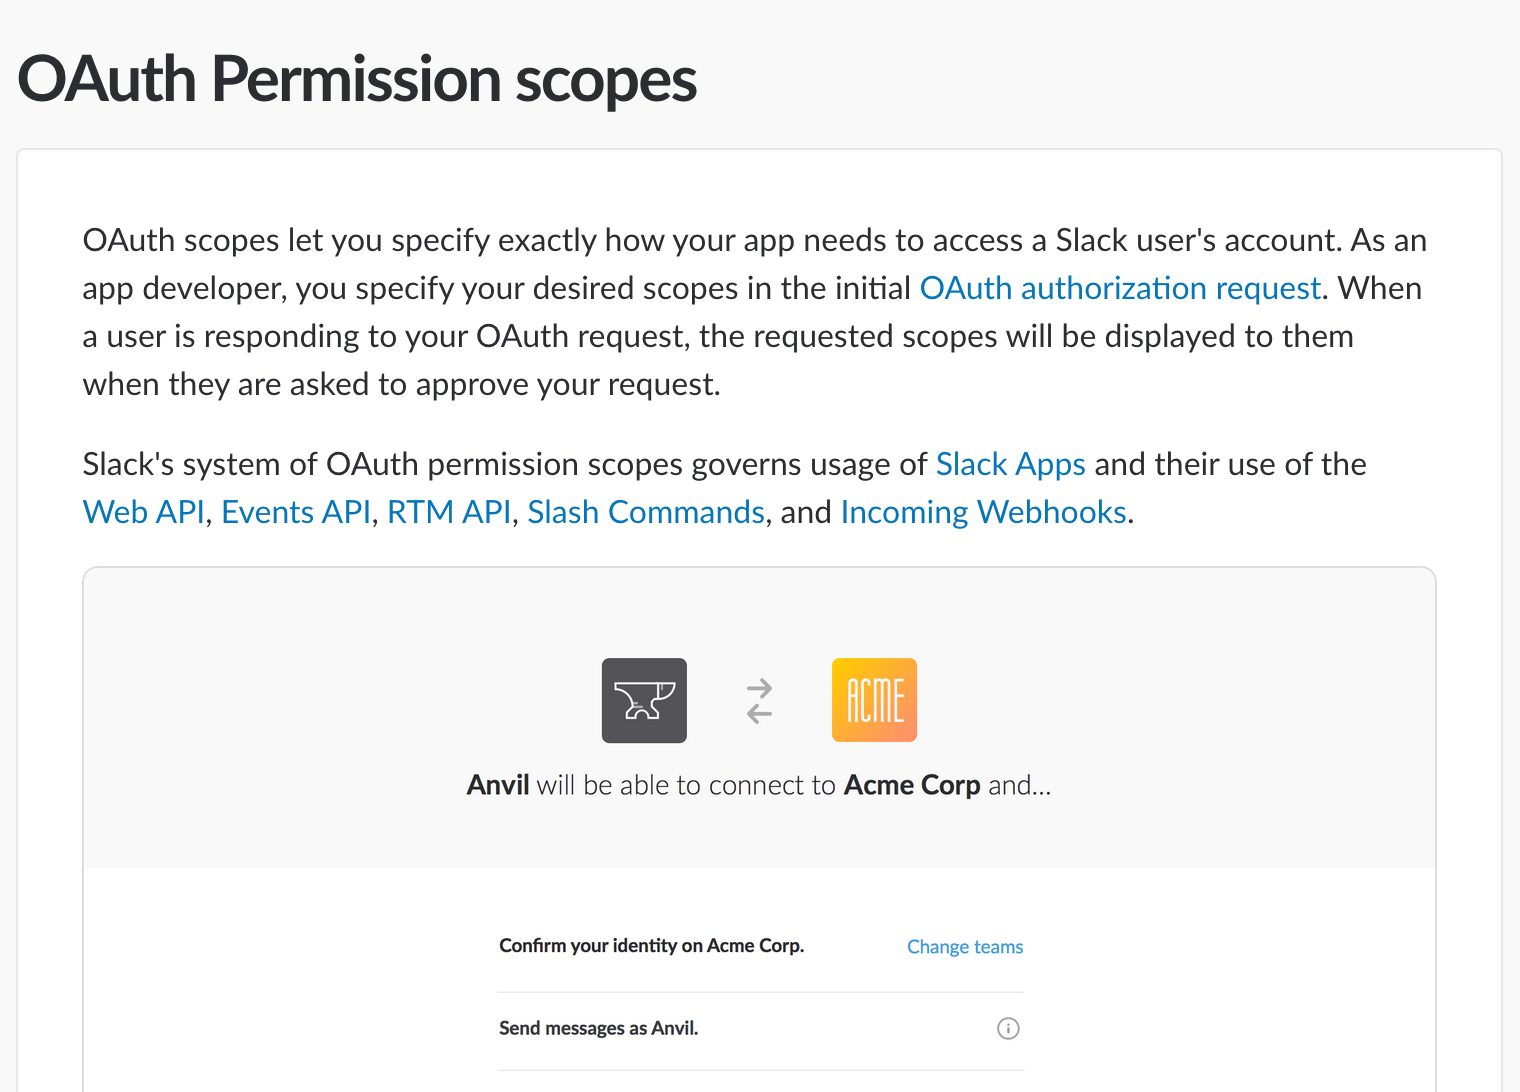 OAuth Permission scopes
OAuth scopes let you specify exactly how your app needs to access a Slack user's account. As an
app developer, you specify your desired scopes in the initial OAuth authorization request. When
a user is responding to your OAuth request, the requested scopes will be displayed to them
when they are asked to approve your request.
Slack's system of OAuth permission scopes governs usage of Slack Apps and their use of the
Web API, Events API, RTM API, Slash Commands, and Incoming Webhooks.
ACME
Anvil will be able to connect to Acme Corp and...
Confirm your identity on Acme Corp. Change teams
Send messages as Anvil.